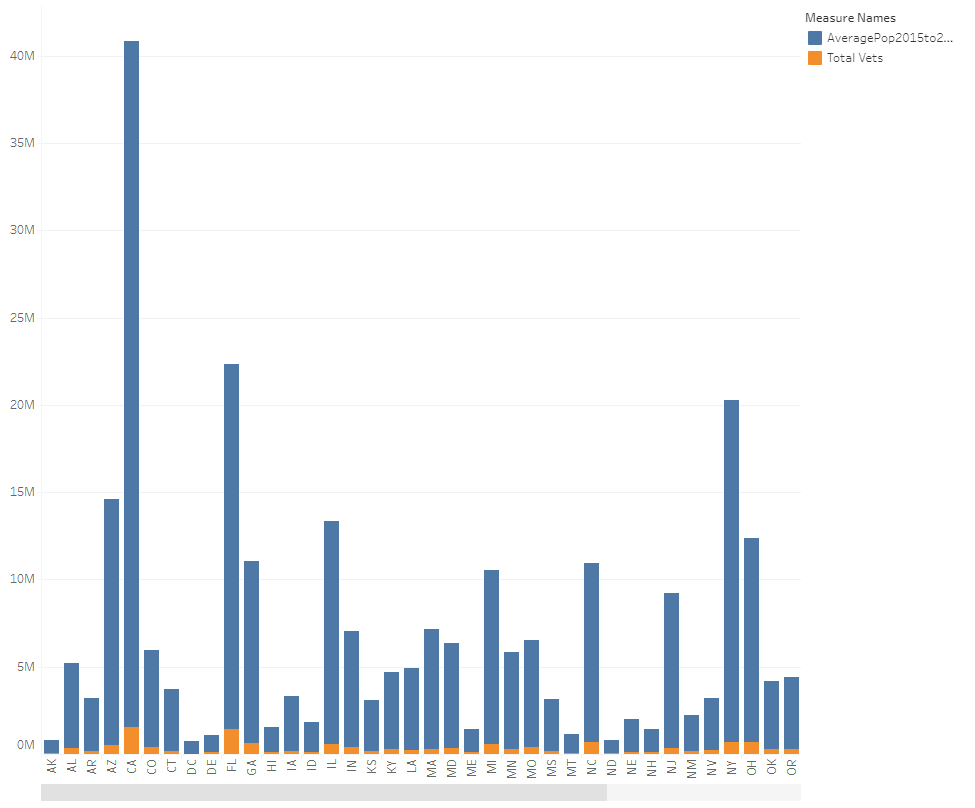 Measure Names
AveragePop2015to2...
Total Vets
40M
35M
30M
25M
20M
15M
10M
5M
0M
AK AL AR AZ CA CO CT DC DE FL GA HI IA ID IL IN KS KY LA MA MD ME MI MN MO MS MT NC ND NE NH NJ NM NV NY OH OK OR